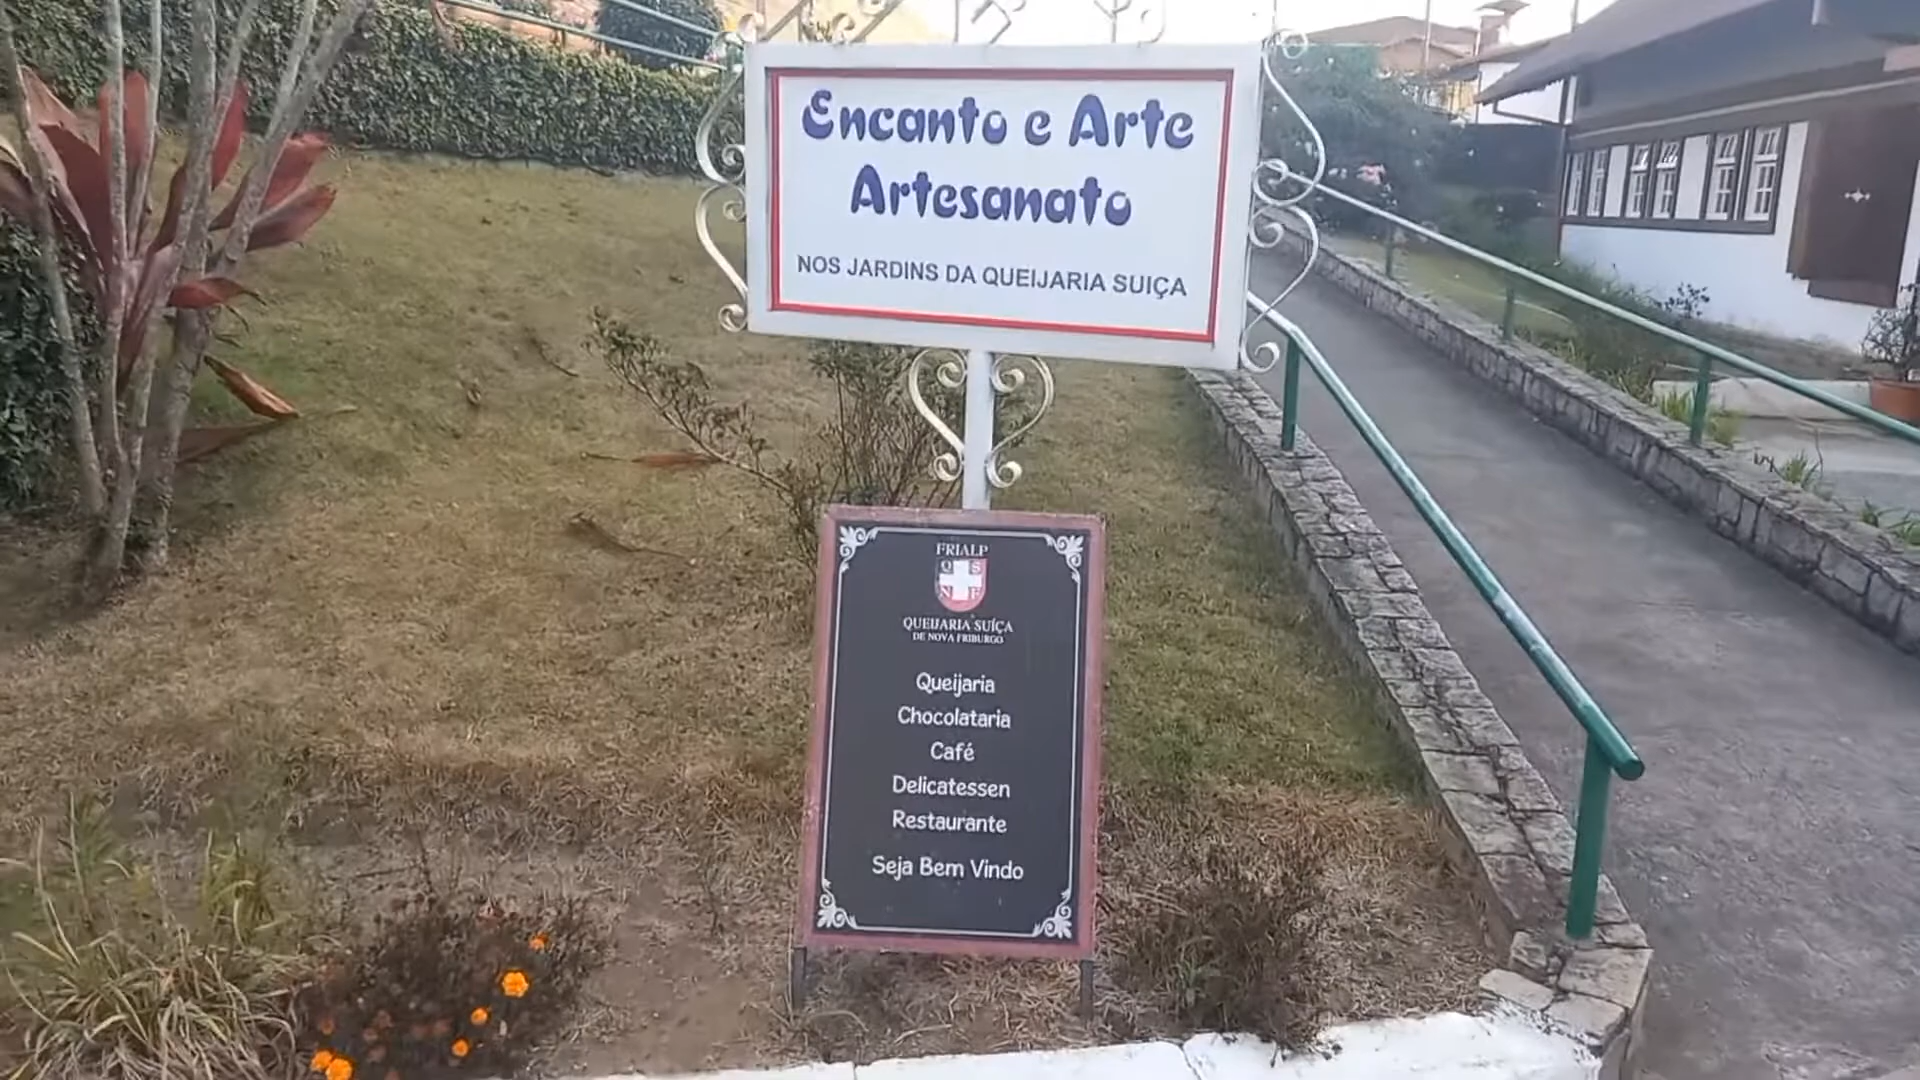 Encanto e Arte
Artesanato
NOS JARDINS DA QUEIJARIA SUIÇA
FRIALP
Q S
N F
QUEIJARIA SUÍÇA
DE NOVA FRIBURGO
Queijaria
Chocolataria
Café
Delicatessen
Restaurante
Seja Bem Vindo